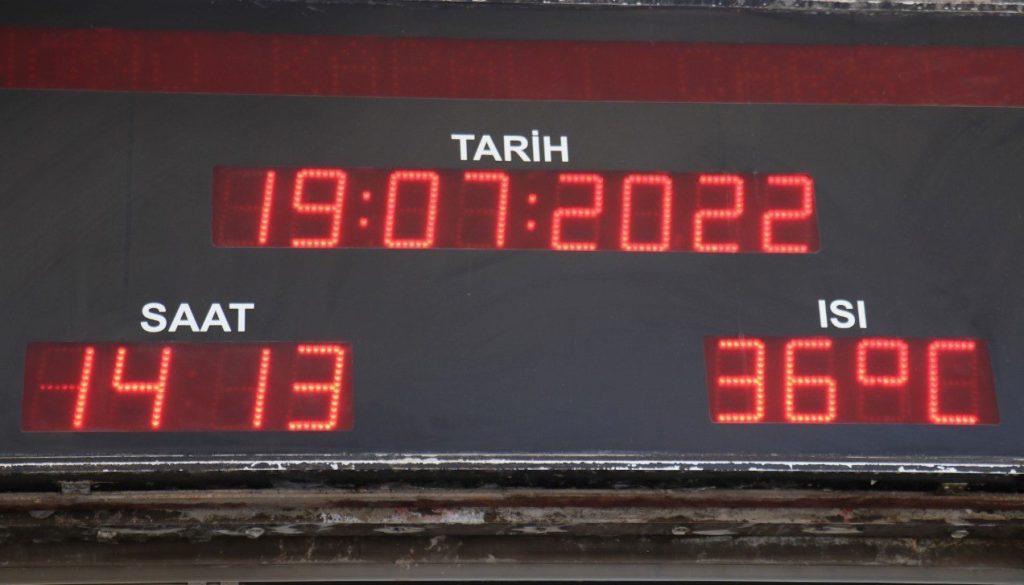 TARİH
19:07:2022
SAAT ISI
14 13 36°C